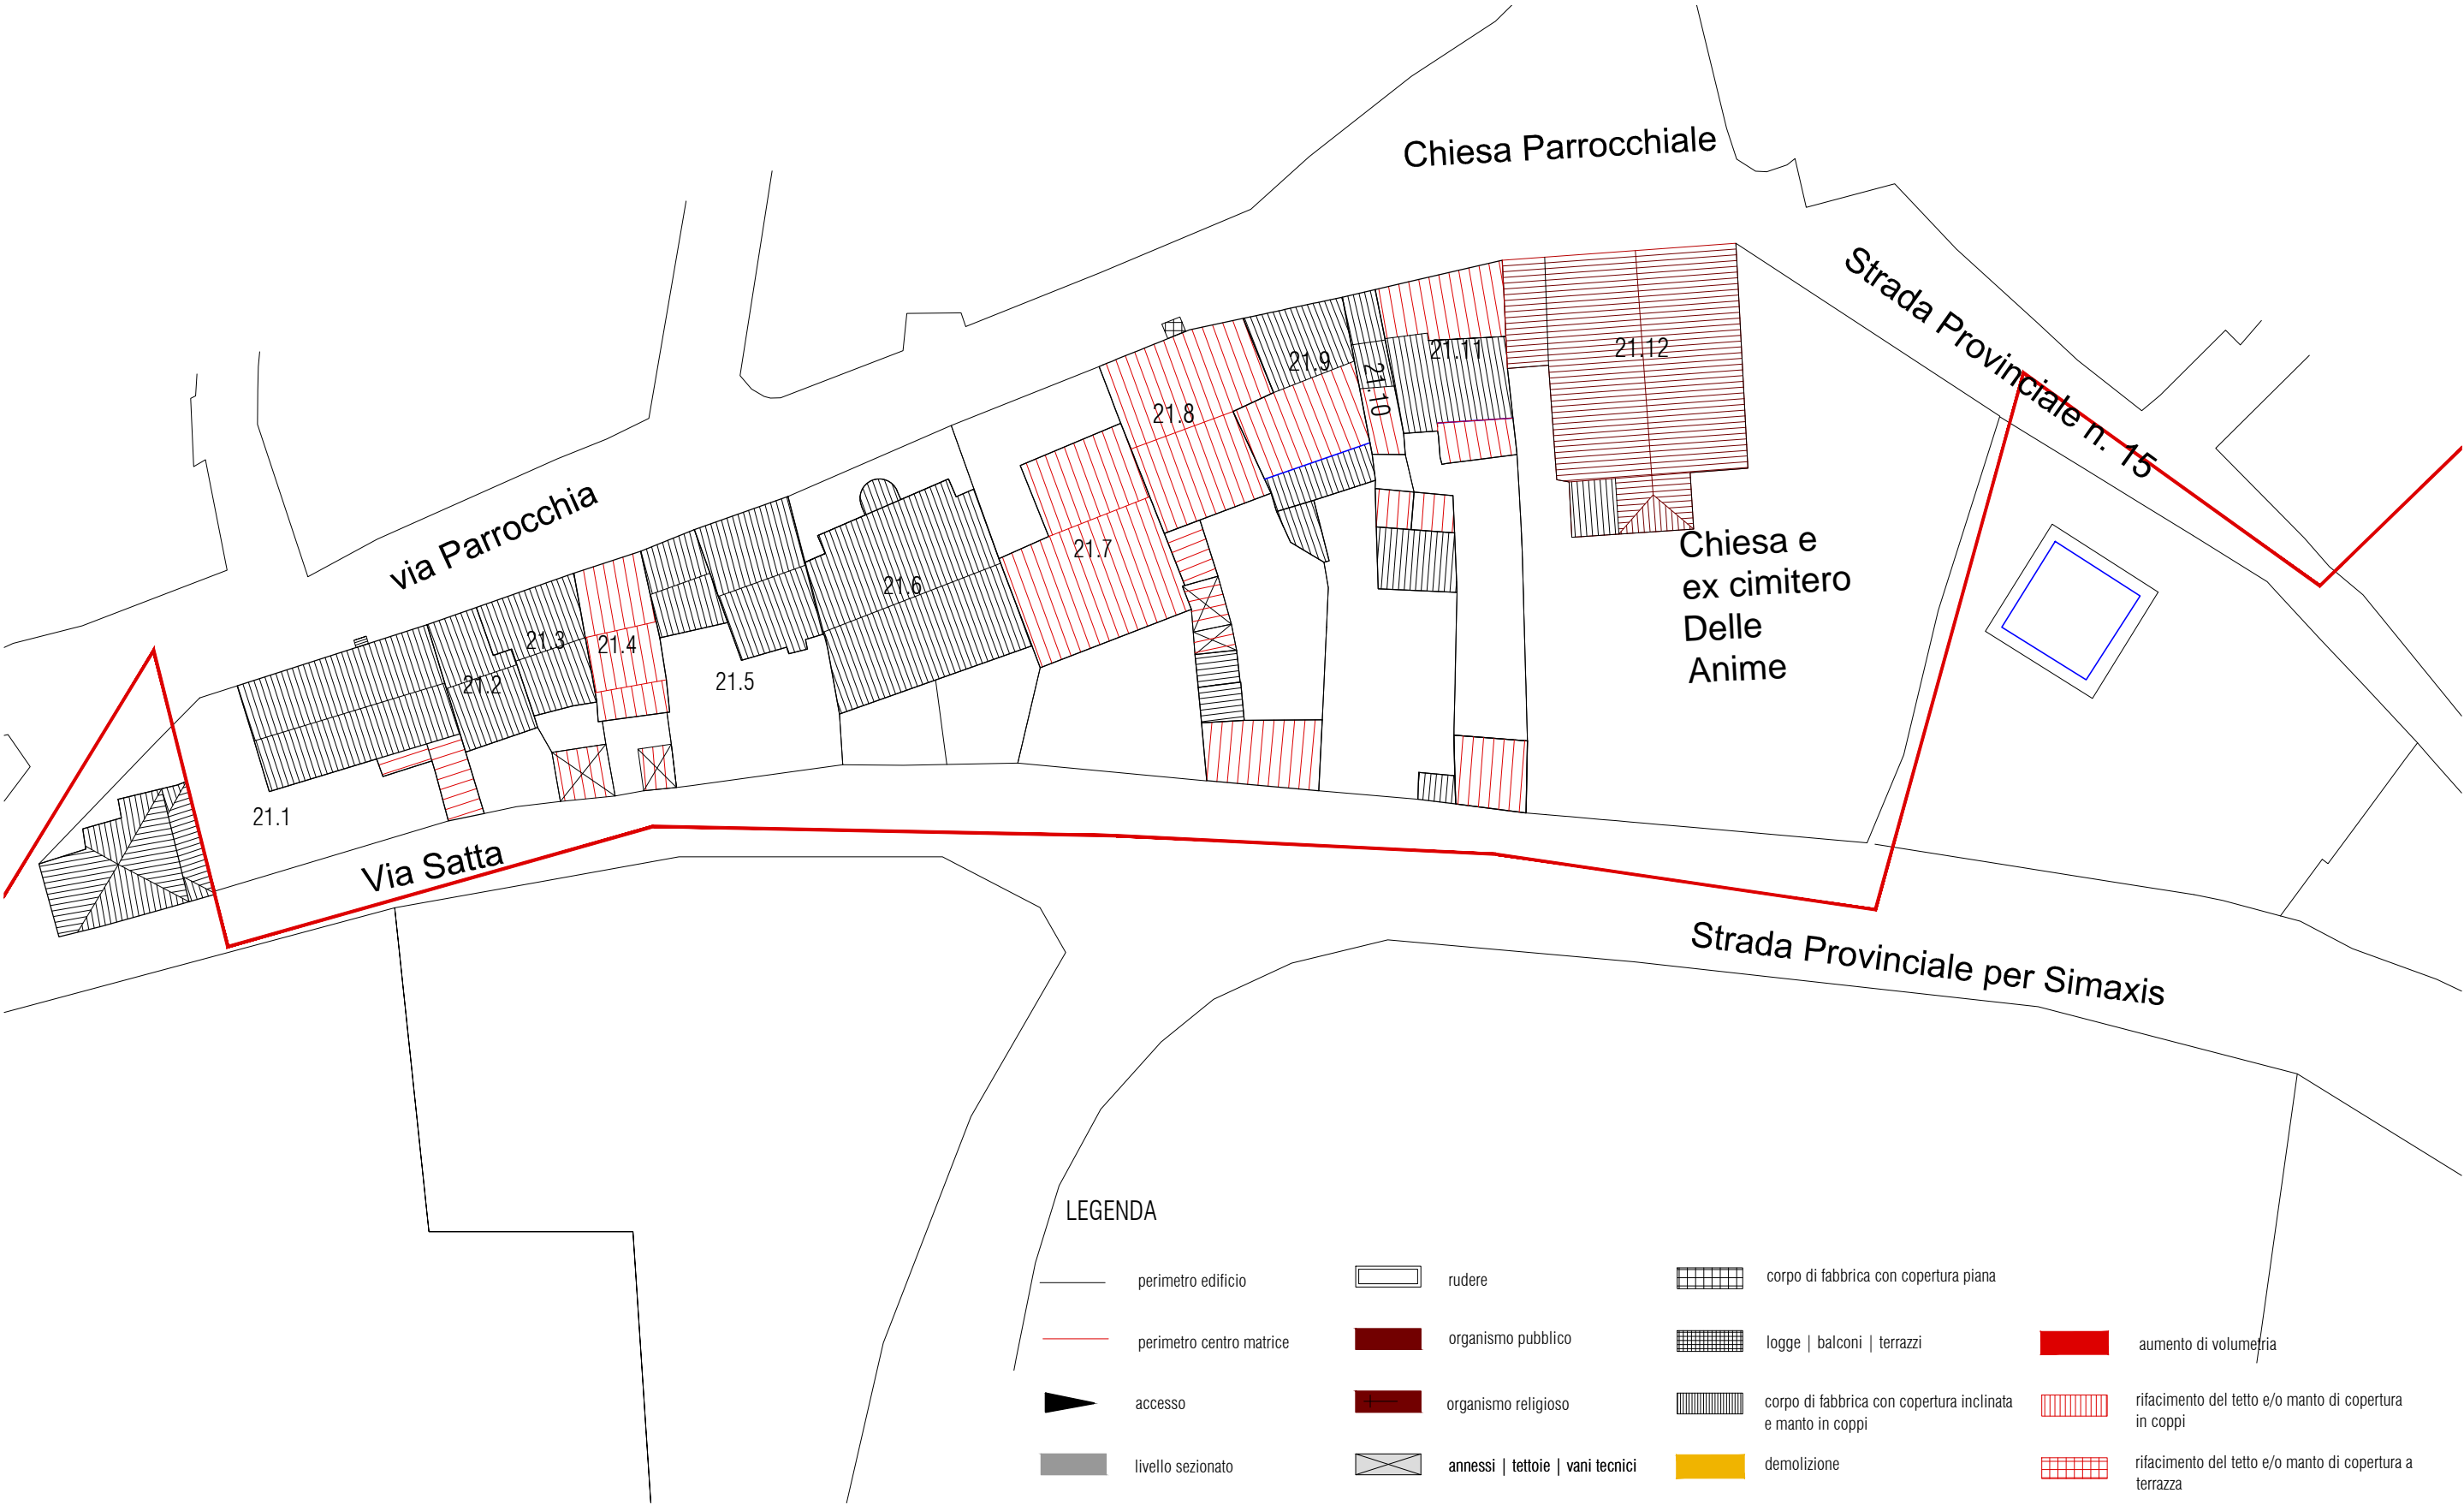 Chiesa Parrocchiale
Strada Provinciale n. 15
via Parrocchia
21.12
21.11
21.9
21.10
21.8
21.7
21.6
21.5
21.4
21.3
21.2
21.1
Chiesa e
ex cimitero
Delle
Anime
Via Satta
Strada Provinciale per Simaxis
LEGENDA
perimetro edificio
perimetro centro matrice
accesso
livello sezionato
rudere
organismo pubblico
organismo religioso
annessi | tettoie | vani tecnici
corpo di fabbrica con copertura piana
logge | balconi | terrazzi
corpo di fabbrica con copertura inclinata
e manto in coppi
demolizione
aumento di volumetria
rifacimento del tetto e/o manto di copertura
in coppi
rifacimento del tetto e/o manto di copertura a
terrazza